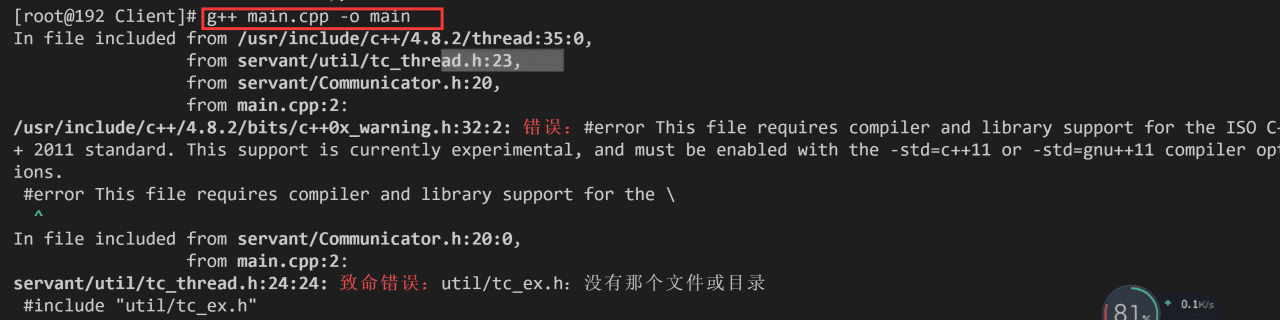 [root@192 Client]# g++ main.cpp -o main
In file included from /usr/include/c++/4.8.2/thread:35:0,
                 from servant/util/tc_thread.h:23,
                 from servant/Communicator.h:20,
                 from main.cpp:2:
/usr/include/c++/4.8.2/bits/c++0x_warning.h:32:2: 错误：#error This file requires compiler and library support for the ISO C+
+ 2011 standard. This support is currently experimental, and must be enabled with the -std=c++11 or -std=gnu++11 compiler opt
ions.
 #error This file requires compiler and library support for the \
  ^
In file included from servant/Communicator.h:20:0,
                 from main.cpp:2:
servant/util/tc_thread.h:24:24: 致命错误：util/tc_ex.h：没有那个文件或目录
 #include "util/tc_ex.h"
81%
0.1K/s